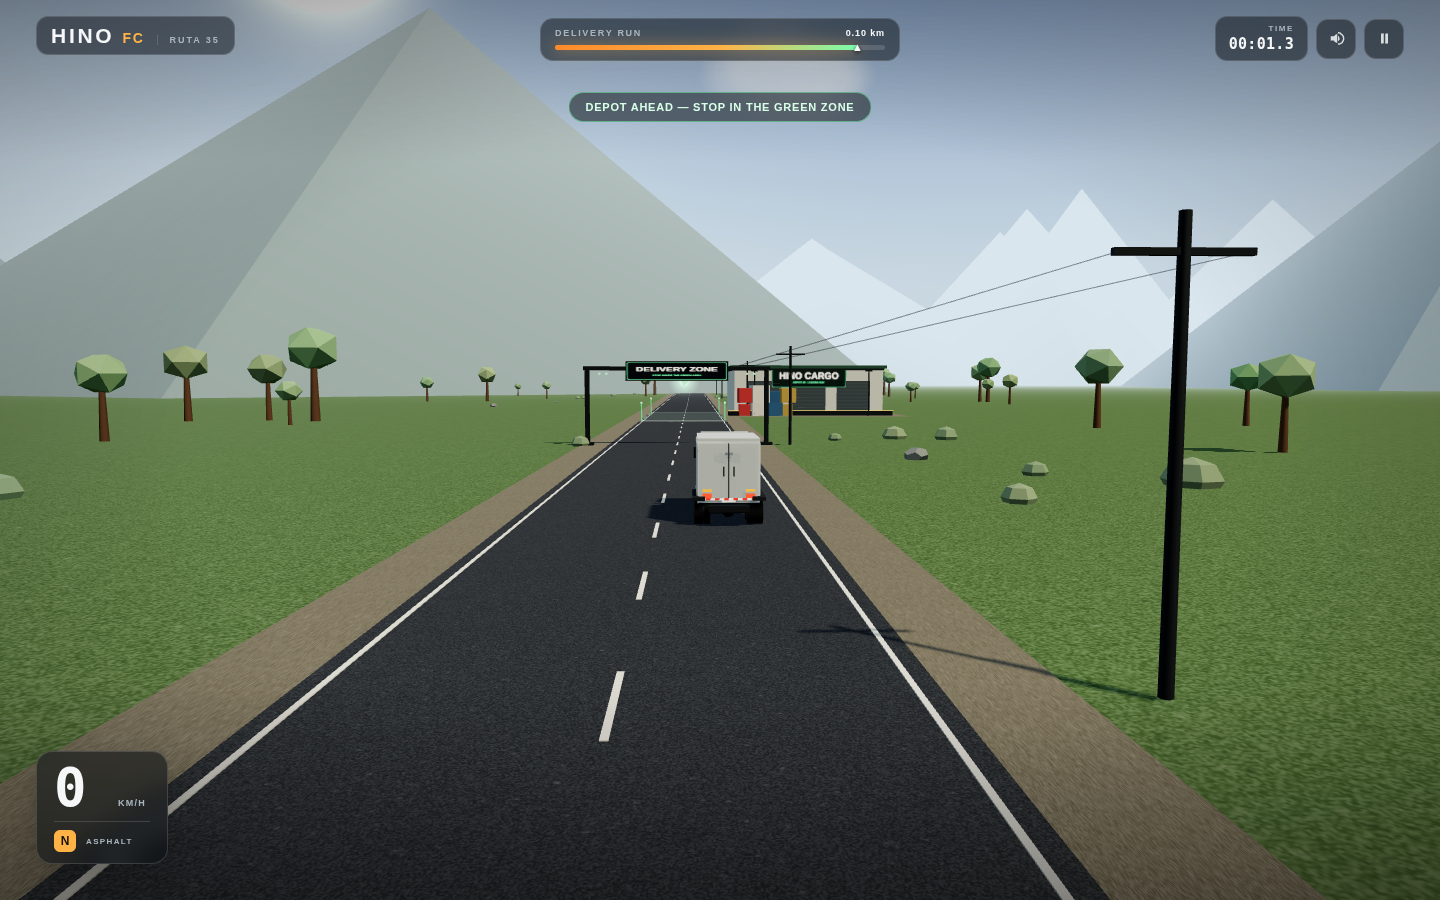 HINO FC RUTA 35
DELIVERY RUN 0.10 km
TIME
00:01.3
DEPOT AHEAD — STOP IN THE GREEN ZONE
DELIVERY ZONE
HINO CARGO
0 KM/H
N ASPHALT